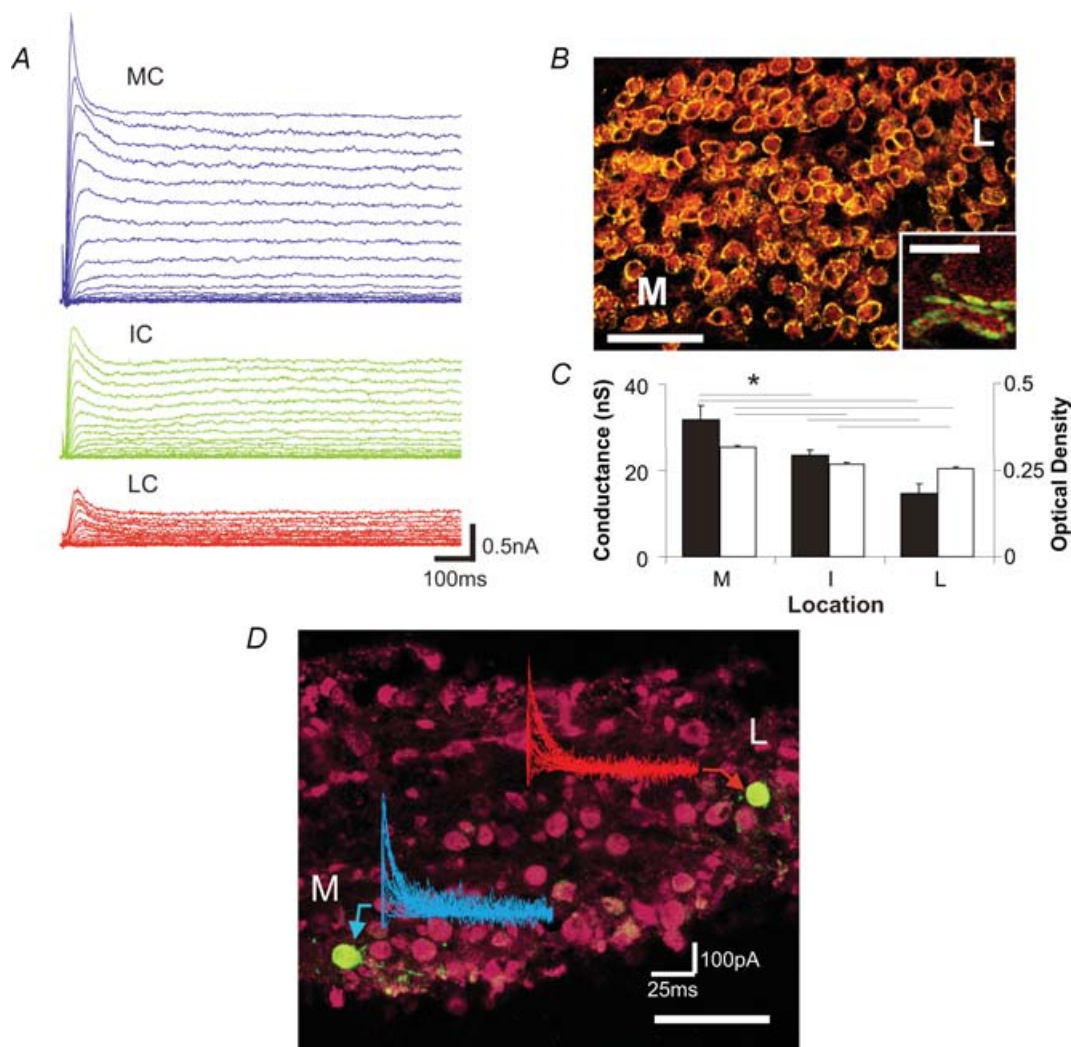 A
MC
IC
LC
0.5nA
100ms
B
L
M
C
40
20
0
Conductance (nS)
*
0.5
0.25
0
Optical Density
M I L
Location
D
L
M
100pA
25ms